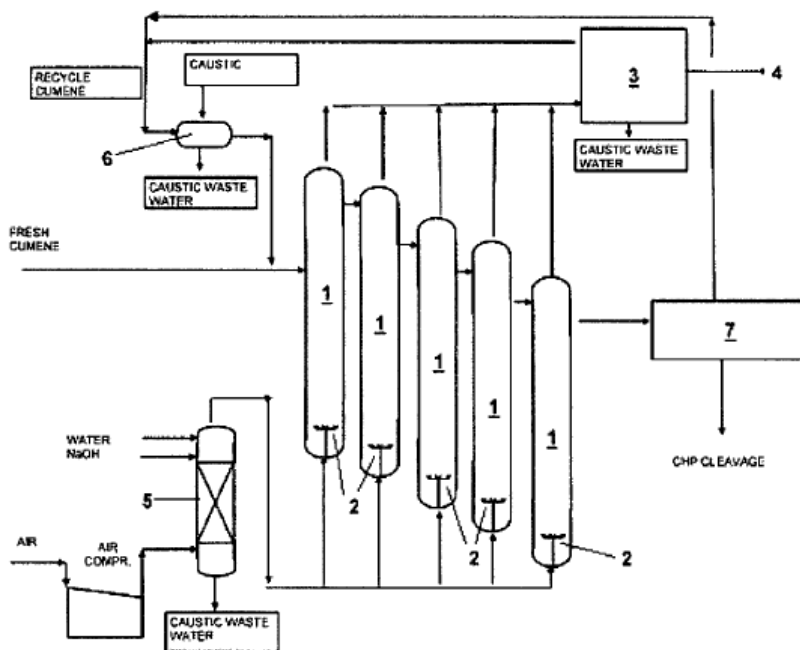 CAUSTIC
RECYCLE
CUMENE
3
4
6
CAUSTIC WASTE
WATER
CAUSTIC WASTE
WATER
FRESH
CUMENE
1
1
1
1
1
7
WATER
NaOH
CHP CLEAVAGE
5
2
2
2
AIR
AIR
COMPR.
CAUSTIC WASTE
WATER